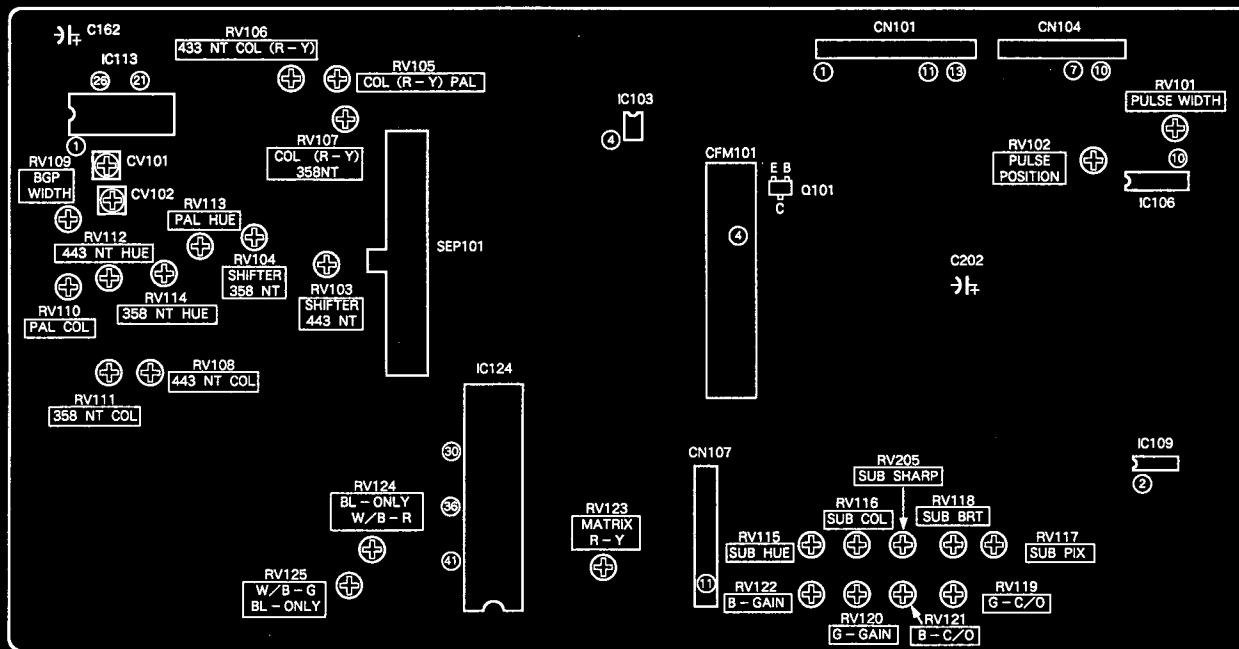 C162
IC113
26 21
1
RV106
433 NT COL (R-Y)
RV105
COL (R-Y) PAL
RV107
COL (R-Y)
358NT
IC103
4
CN101
1 11 13
CN104
7 10
RV101
PULSE WIDTH
RV102
PULSE
POSITION
10
IC106
RV109
BGP
WIDTH
CV101
CV102
RV113
PAL HUE
RV112
443 NT HUE
RV104
SHIFTER
358 NT
RV103
SHIFTER
443 NT
SEP101
CFM101
4
E B
Q101
C
C202
RV110
PAL COL
RV114
358 NT HUE
RV108
443 NT COL
RV111
358 NT COL
IC124
30
36
41
RV124
BL-ONLY
W/B-R
RV125
W/B-G
BL-ONLY
RV123
MATRIX
R-Y
CN107
11
RV205
SUB SHARP
RV116
SUB COL
RV118
SUB BRT
RV115
SUB HUE
RV117
SUB PIX
RV122
B-GAIN
RV119
G-C/O
RV120
G-GAIN
RV121
B-C/O
IC109
2